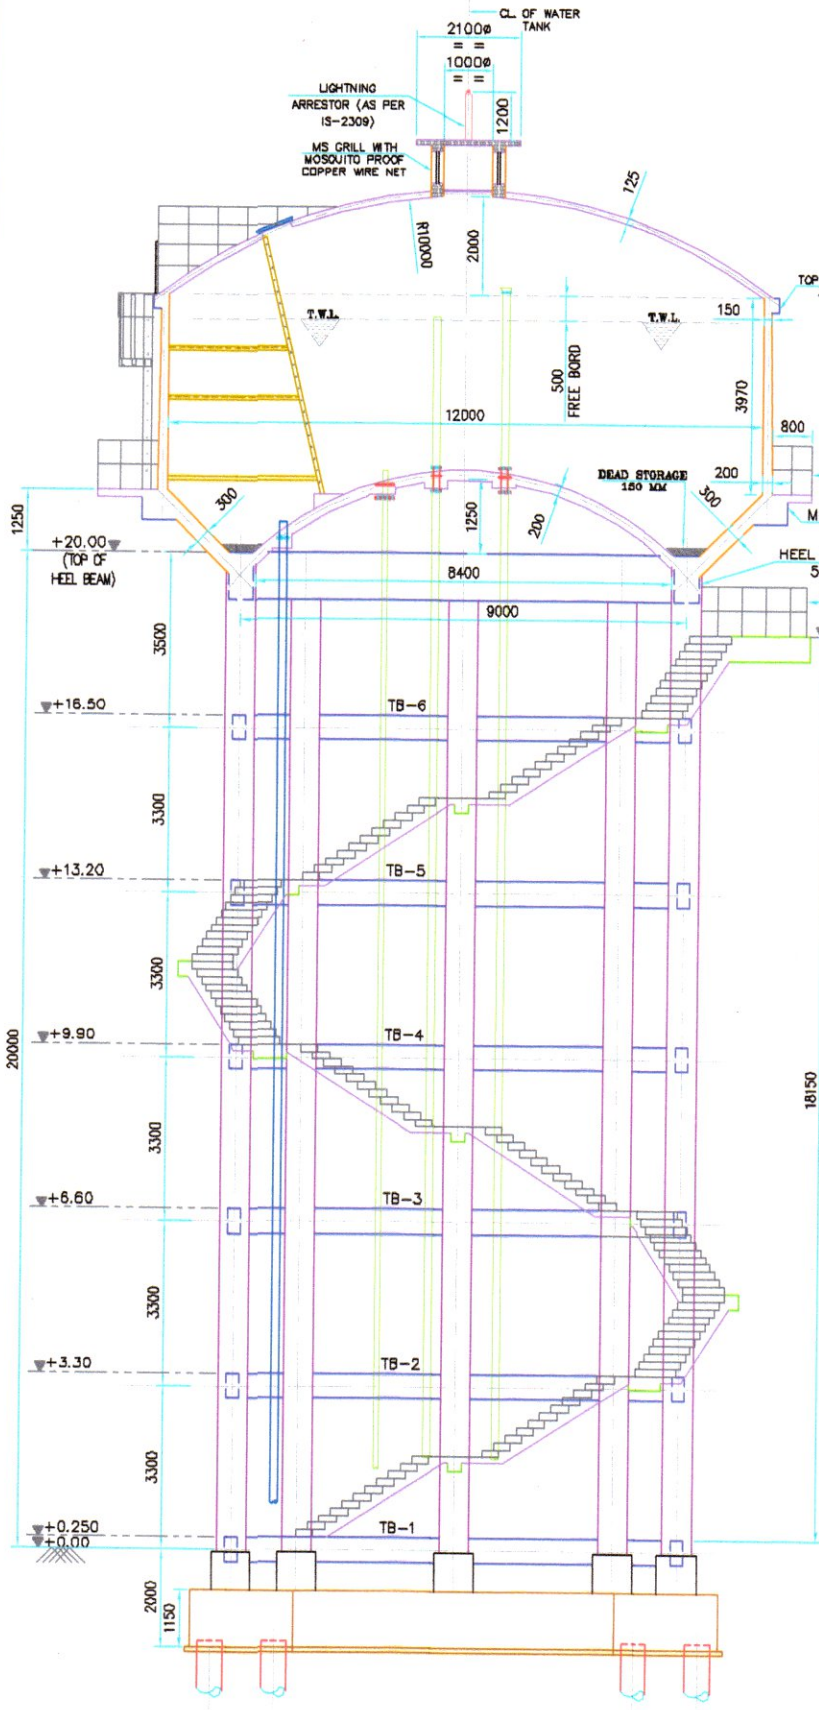 CL. OF WATER
TANK
2100ø
= =
1000ø
= =
LIGHTNING
ARRESTOR (AS PER
IS-2309)
1200
MS GRILL WITH
MOSQUITO PROOF
COPPER WIRE NET
125
R10000
2000
TOP
T.W.L.
T.W.L.
150
500
FREE BORD
3970
12000
800
DEAD STORAGE
150 MM
200
300
300
1250
1250
200
M
+20.00
(TOP OF
HEEL BEAM)
HEEL
5
8400
9000
3500
+16.50
TB-6
3300
+13.20
TB-5
3300
+9.90
TB-4
20000
18150
3300
+6.60
TB-3
3300
+3.30
TB-2
3300
+0.250
TB-1
+0.00
2000
1150